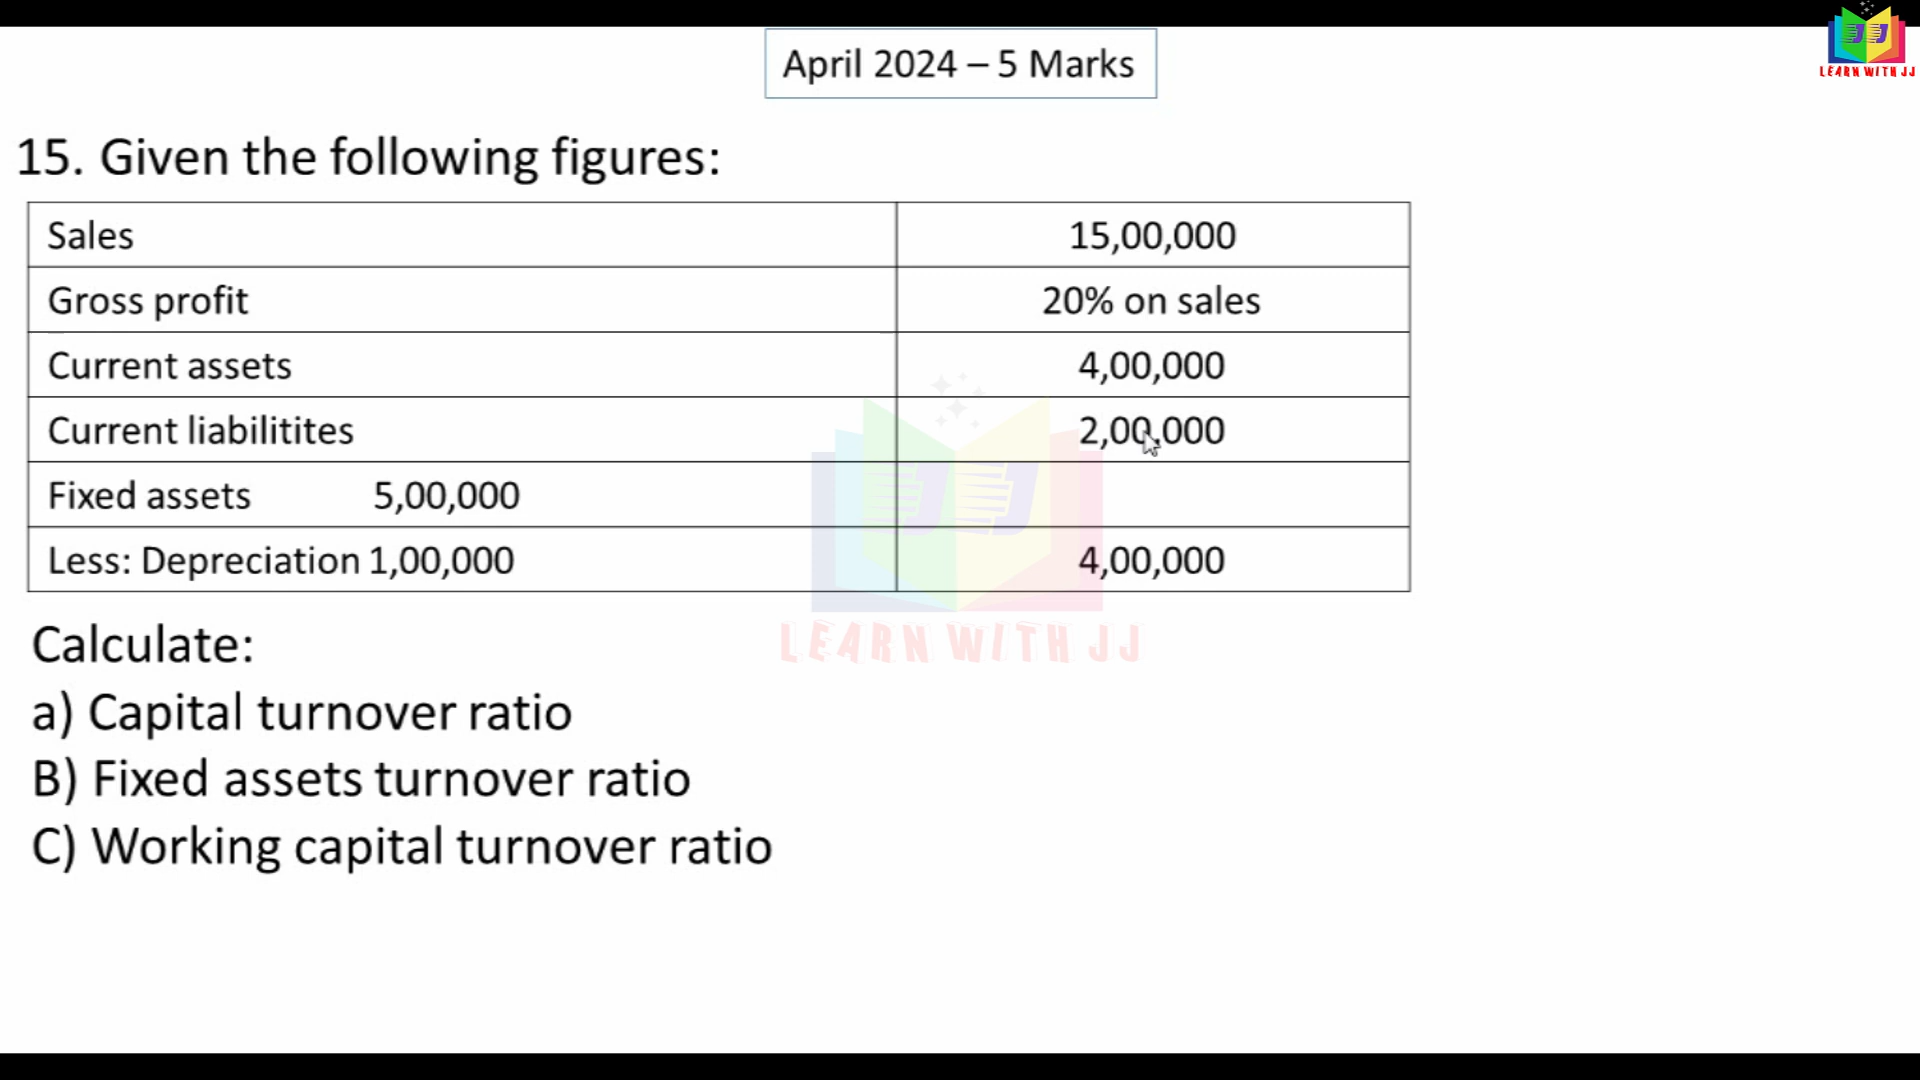 April 2024 – 5 Marks
LEARN WITH JJ
15. Given the following figures:
Sales 15,00,000
Gross profit 20% on sales
Current assets 4,00,000
Current liabilitites 2,00,000
Fixed assets 5,00,000
Less: Depreciation 1,00,000 4,00,000
LEARN WITH JJ
Calculate:
a) Capital turnover ratio
B) Fixed assets turnover ratio
C) Working capital turnover ratio